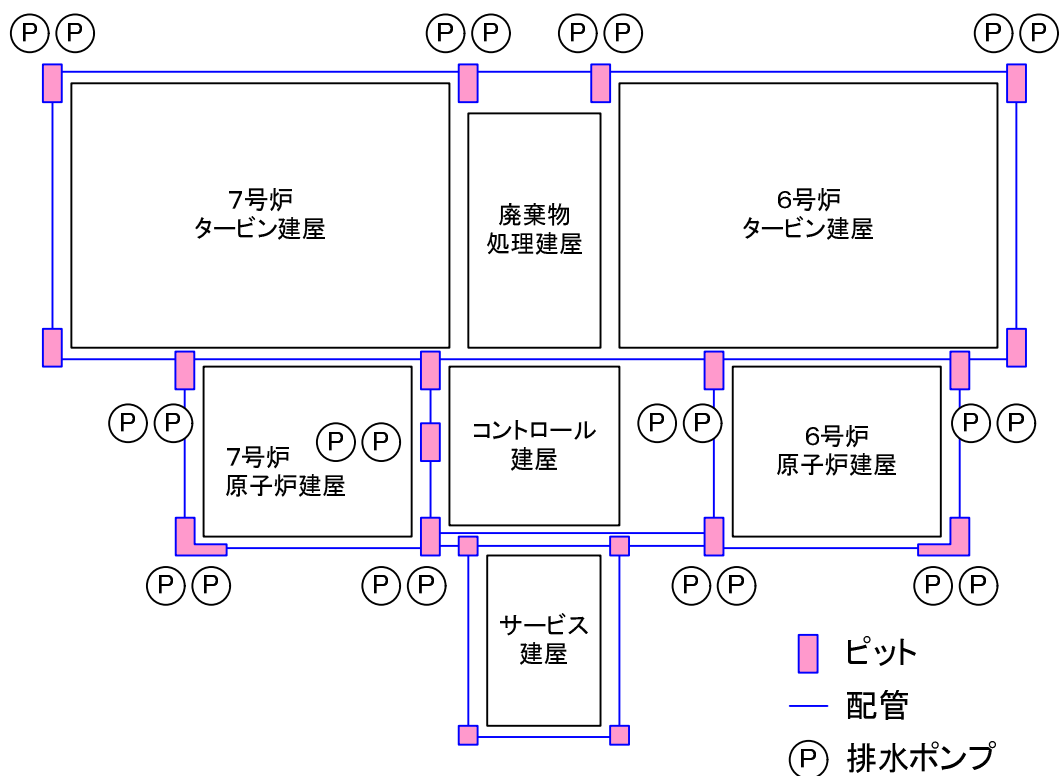 P P P P P P P P
7号炉
タービン建屋
廃棄物
処理建屋
6号炉
タービン建屋
P P P P P P P P
7号炉
原子炉建屋
コントロール
建屋
6号炉
原子炉建屋
P P P P P P P P
サービス
建屋
ピット
配管
P 排水ポンプ